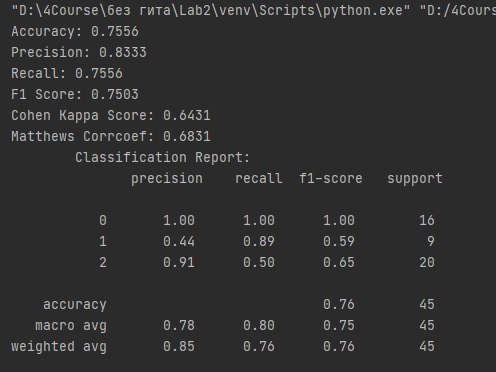 "D:\4Course\без гита\Lab2\venv\Scripts\python.exe" "D:/4Cours
Accuracy: 0.7556
Precision: 0.8333
Recall: 0.7556
F1 Score: 0.7503
Cohen Kappa Score: 0.6431
Matthews Corrcoef: 0.6831
Classification Report:
precision recall f1-score support
0 1.00 1.00 1.00 16
1 0.44 0.89 0.59 9
2 0.91 0.50 0.65 20
accuracy 0.76 45
macro avg 0.78 0.80 0.75 45
weighted avg 0.85 0.76 0.76 45